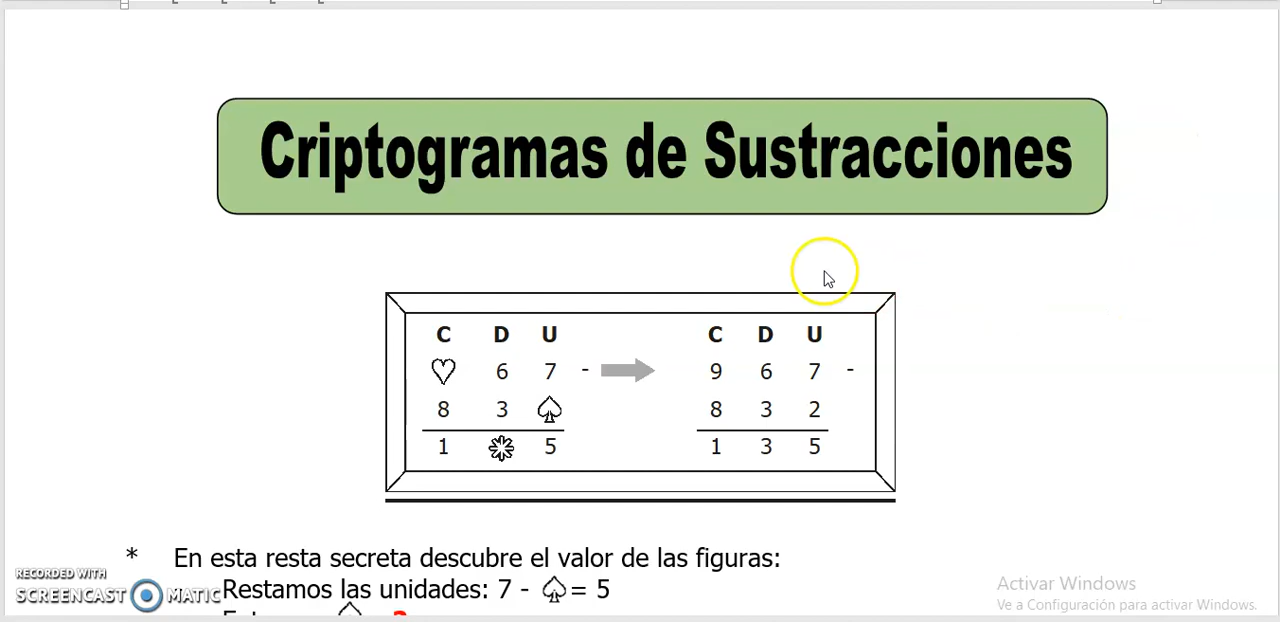 Criptogramas de Sustracciones
C D U C D U
6 7 - 9 6 7 -
8 3 8 3 2
1 5 1 3 5
* En esta resta secreta descubre el valor de las figuras:
Restamos las unidades: 7 - = 5
RECORDED WITH
SCREENCAST MATIC
Activar Windows
Ve a Configuración para activar Windows.